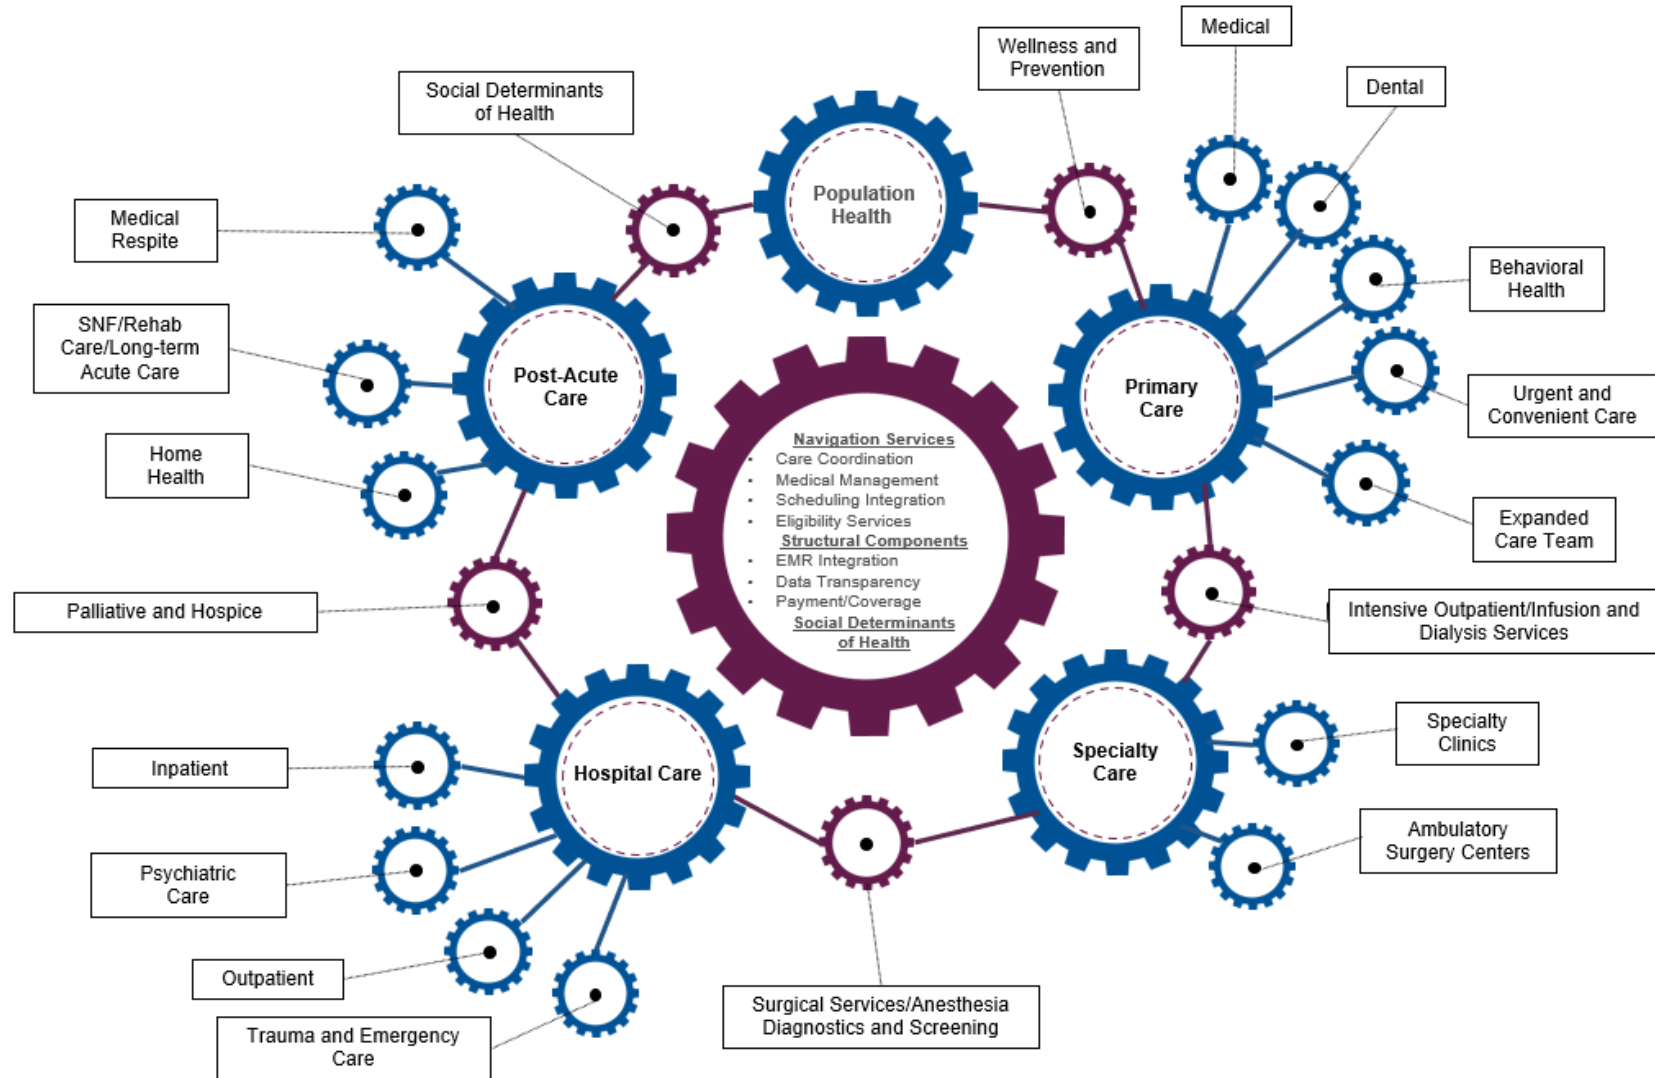 Medical
Wellness and
Prevention
Dental
Social Determinants
of Health
Population
Health
Medical
Respite
Behavioral
Health
SNF/Rehab
Care/Long-term
Acute Care
Post-Acute
Care
Primary
Care
Urgent and
Convenient Care
Home
Health
Navigation Services
▪ Care Coordination
▪ Medical Management
▪ Scheduling Integration
▪ Eligibility Services
Structural Components
▪ EMR Integration
▪ Data Transparency
▪ Payment/Coverage
Social Determinants
of Health
Expanded
Care Team
Palliative and Hospice
Intensive Outpatient/Infusion and
Dialysis Services
Hospital Care
Specialty
Care
Specialty
Clinics
Inpatient
Ambulatory
Surgery Centers
Psychiatric
Care
Outpatient
Surgical Services/Anesthesia
Diagnostics and Screening
Trauma and Emergency
Care